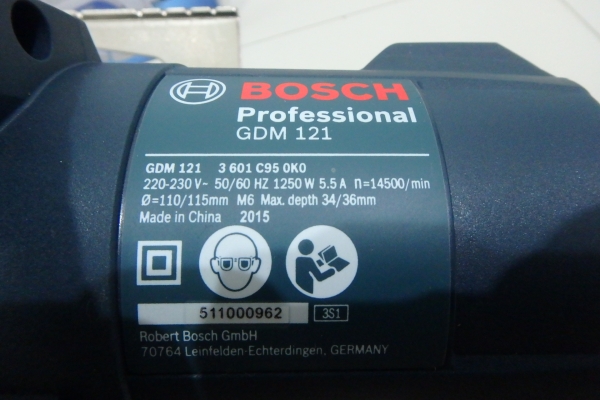 BOSCH
Professional
GDM 121
GDM 121 3 601 C95 0K0
220-230 V~ 50/60 HZ 1250 W 5.5 A n=14500/min
Ø=110/115mm M6 Max. depth 34/36mm
Made in China 2015
511000962 3S1
Robert Bosch GmbH
70764 Leinfelden-Echterdingen, GERMANY